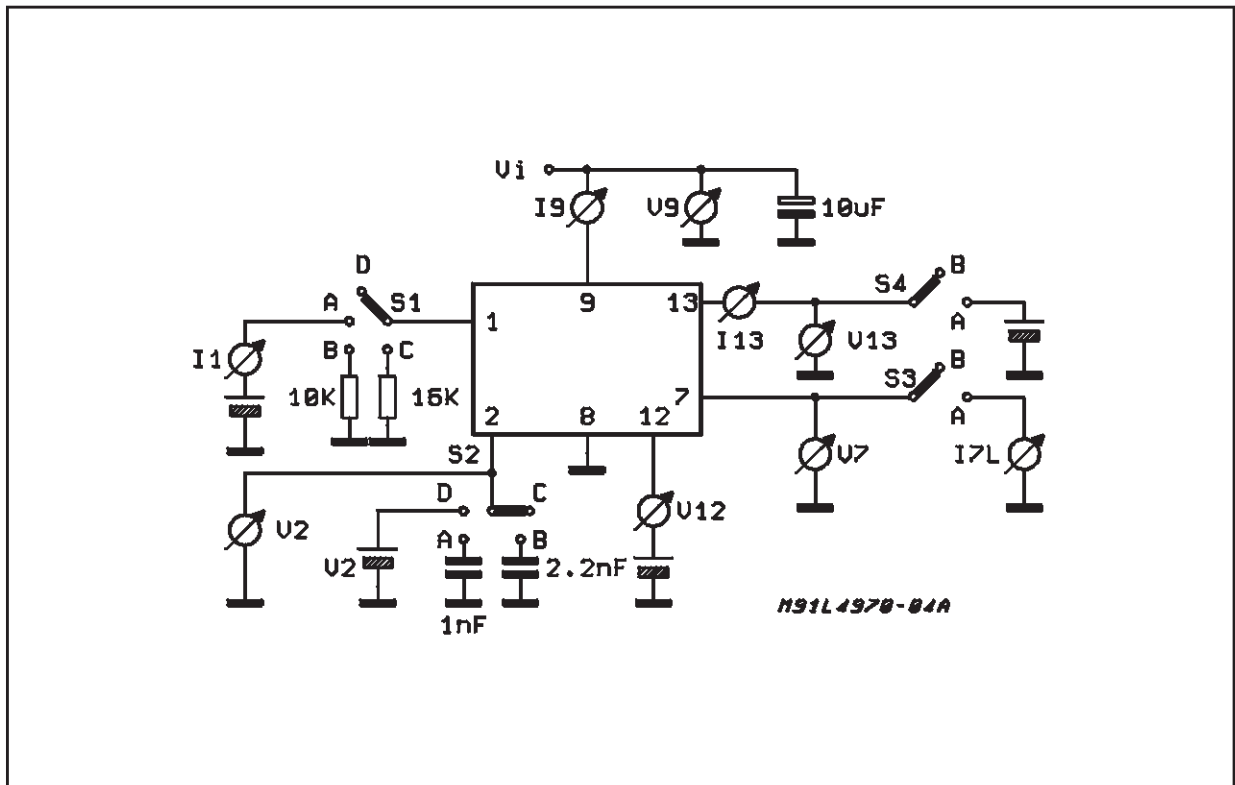 Vi
I9 V9 10uF
D
A S1 9 13 S4 B
1
I1 B C I13 V13 A
10K 15K S3 B
7
2 8 12 A
S2 V7 I7L
D C
V2 V12
A B
V2 2.2nF
1nF
M91L4970-04A